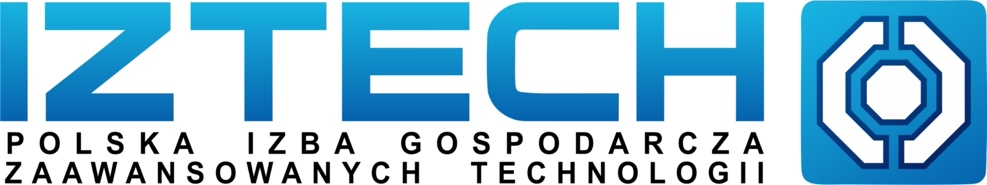 IZTECH
POLSKA IZBA GOSPODARCZA
ZAAWANSOWANYCH TECHNOLOGII